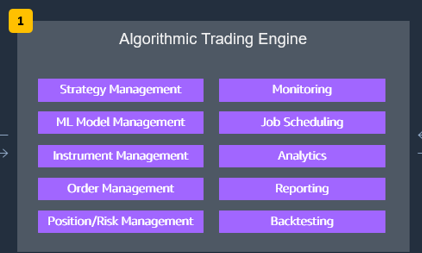 1
Algorithmic Trading Engine
Strategy Management
Monitoring
ML Model Management
Job Scheduling
Instrument Management
Analytics
Order Management
Reporting
Position/Risk Management
Backtesting